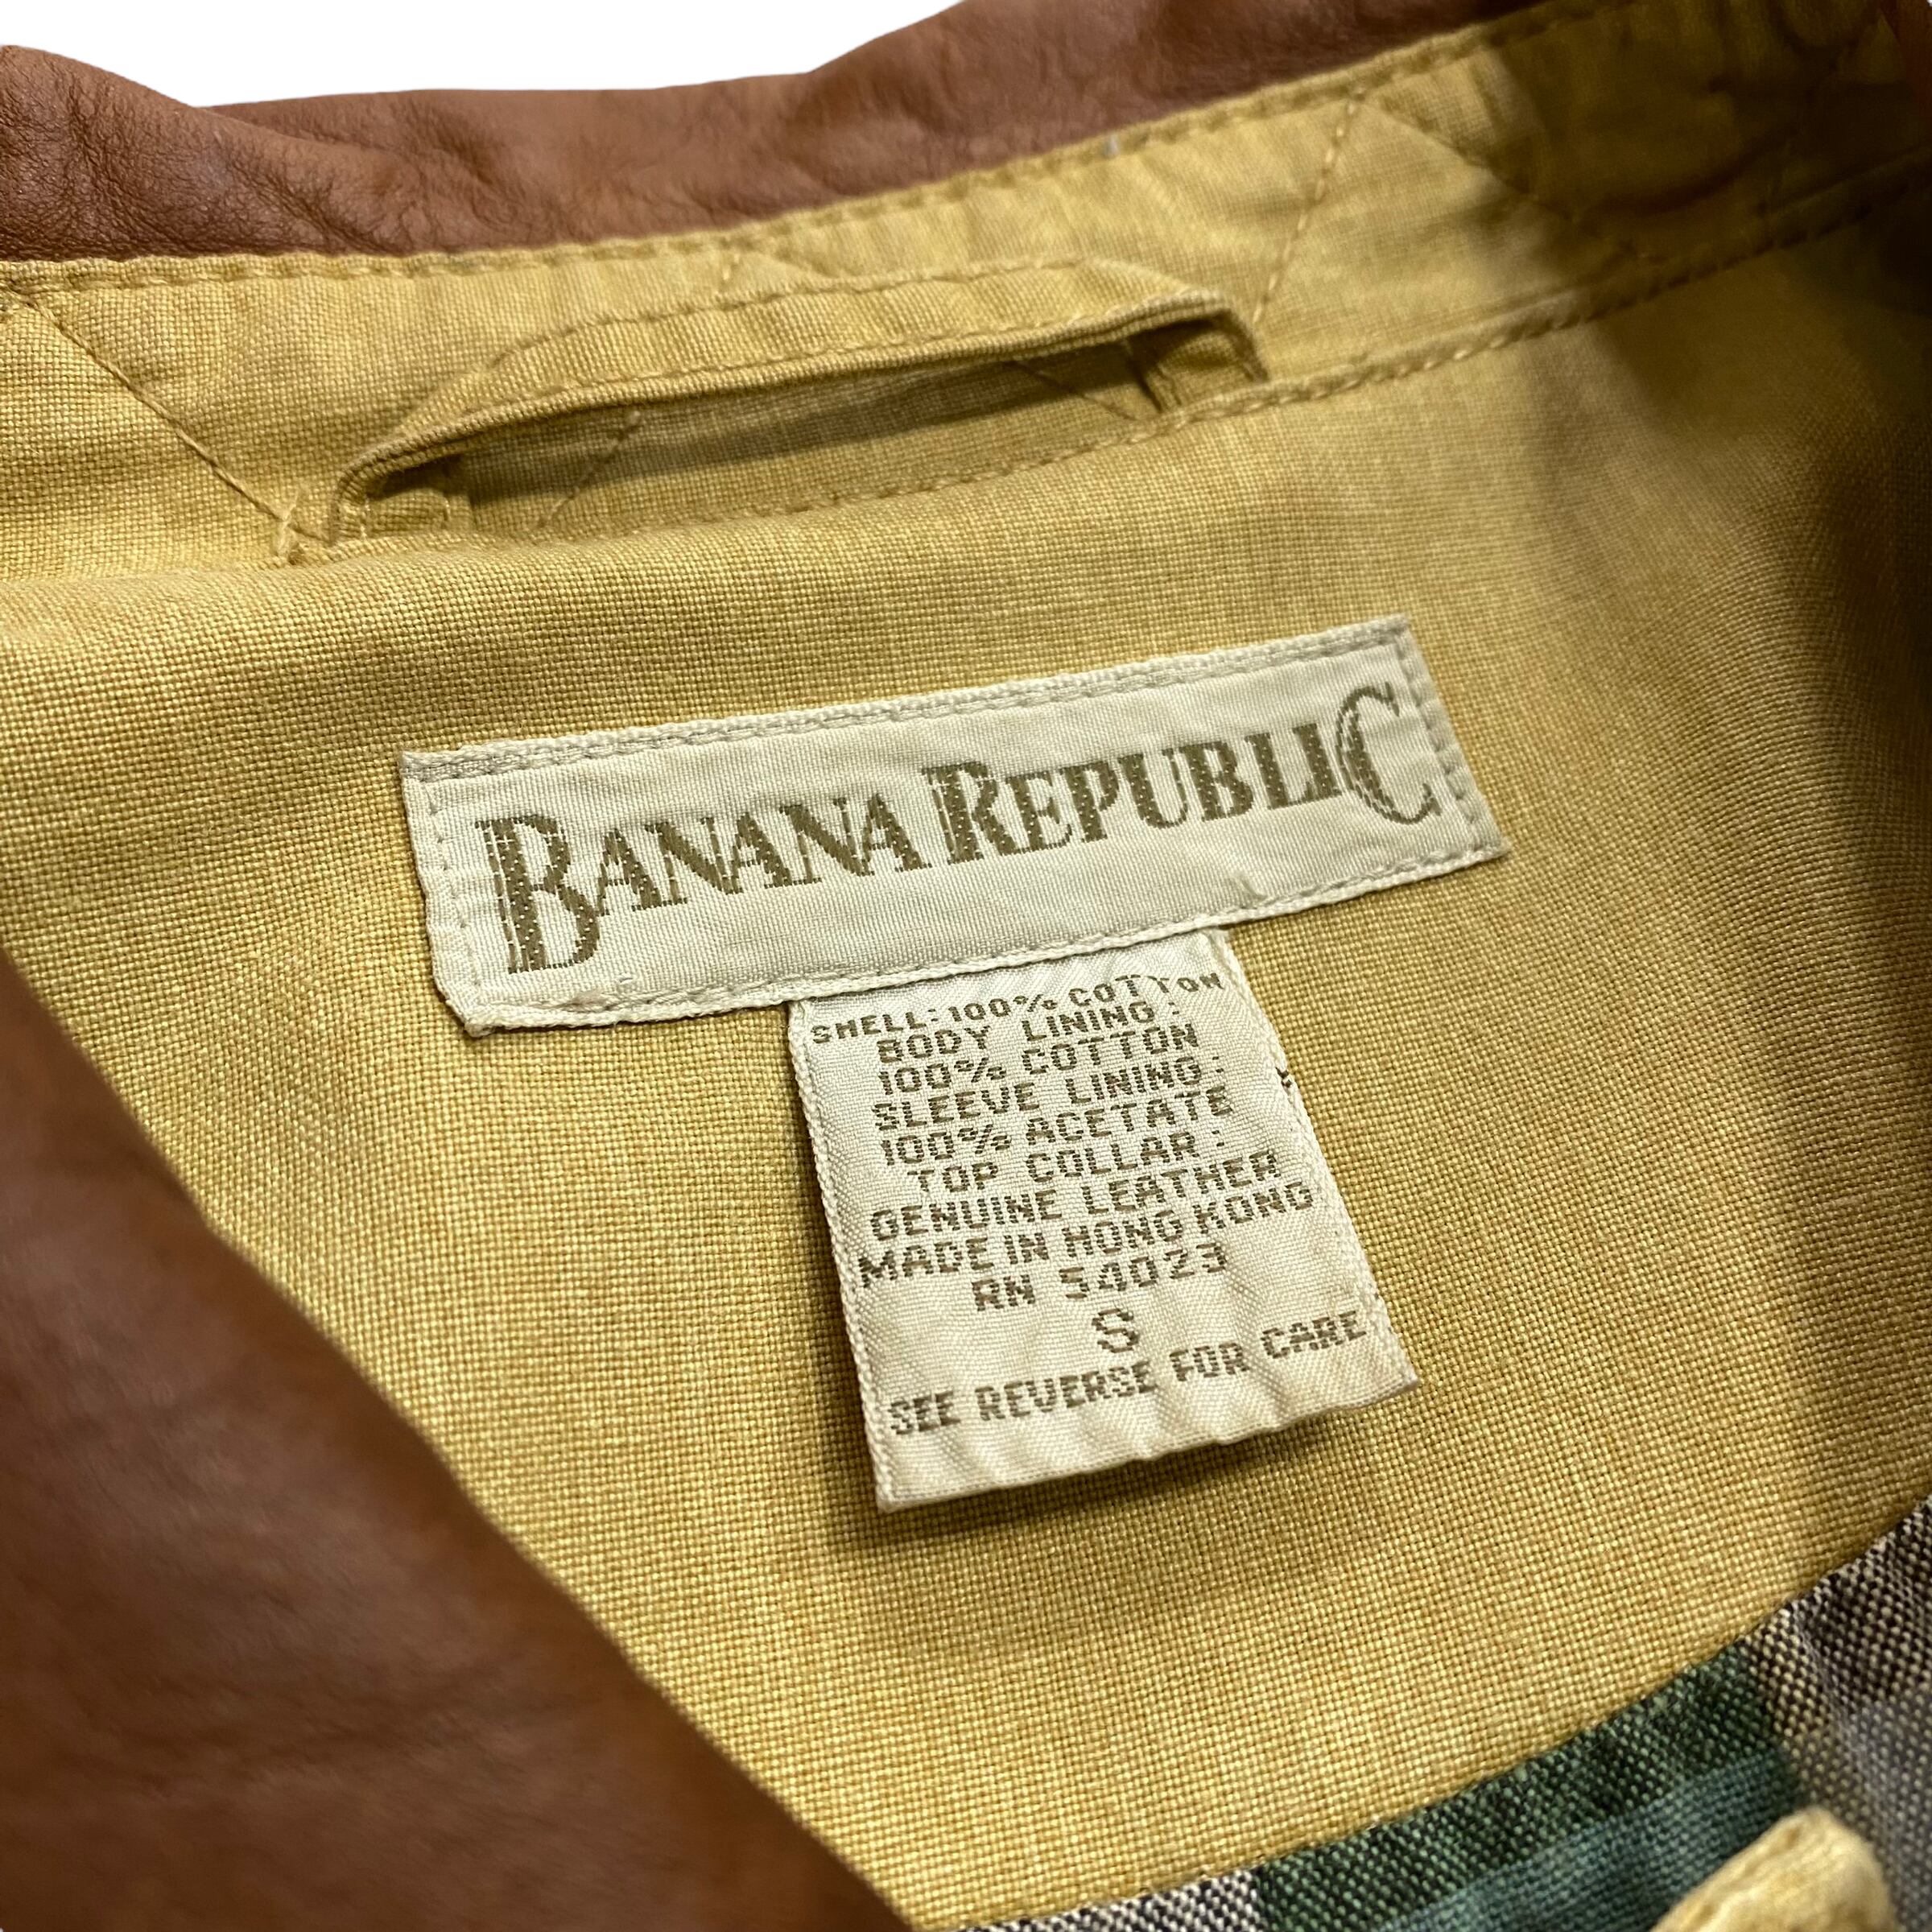 BANANA REPUBLIC
SHELL: 100% COTTON
BODY LINING:
100% COTTON
SLEEVE LINING:
100% ACETATE
TOP COLLAR:
GENUINE LEATHER
MADE IN HONG KONG
RN 54023
S
SEE REVERSE FOR CARE